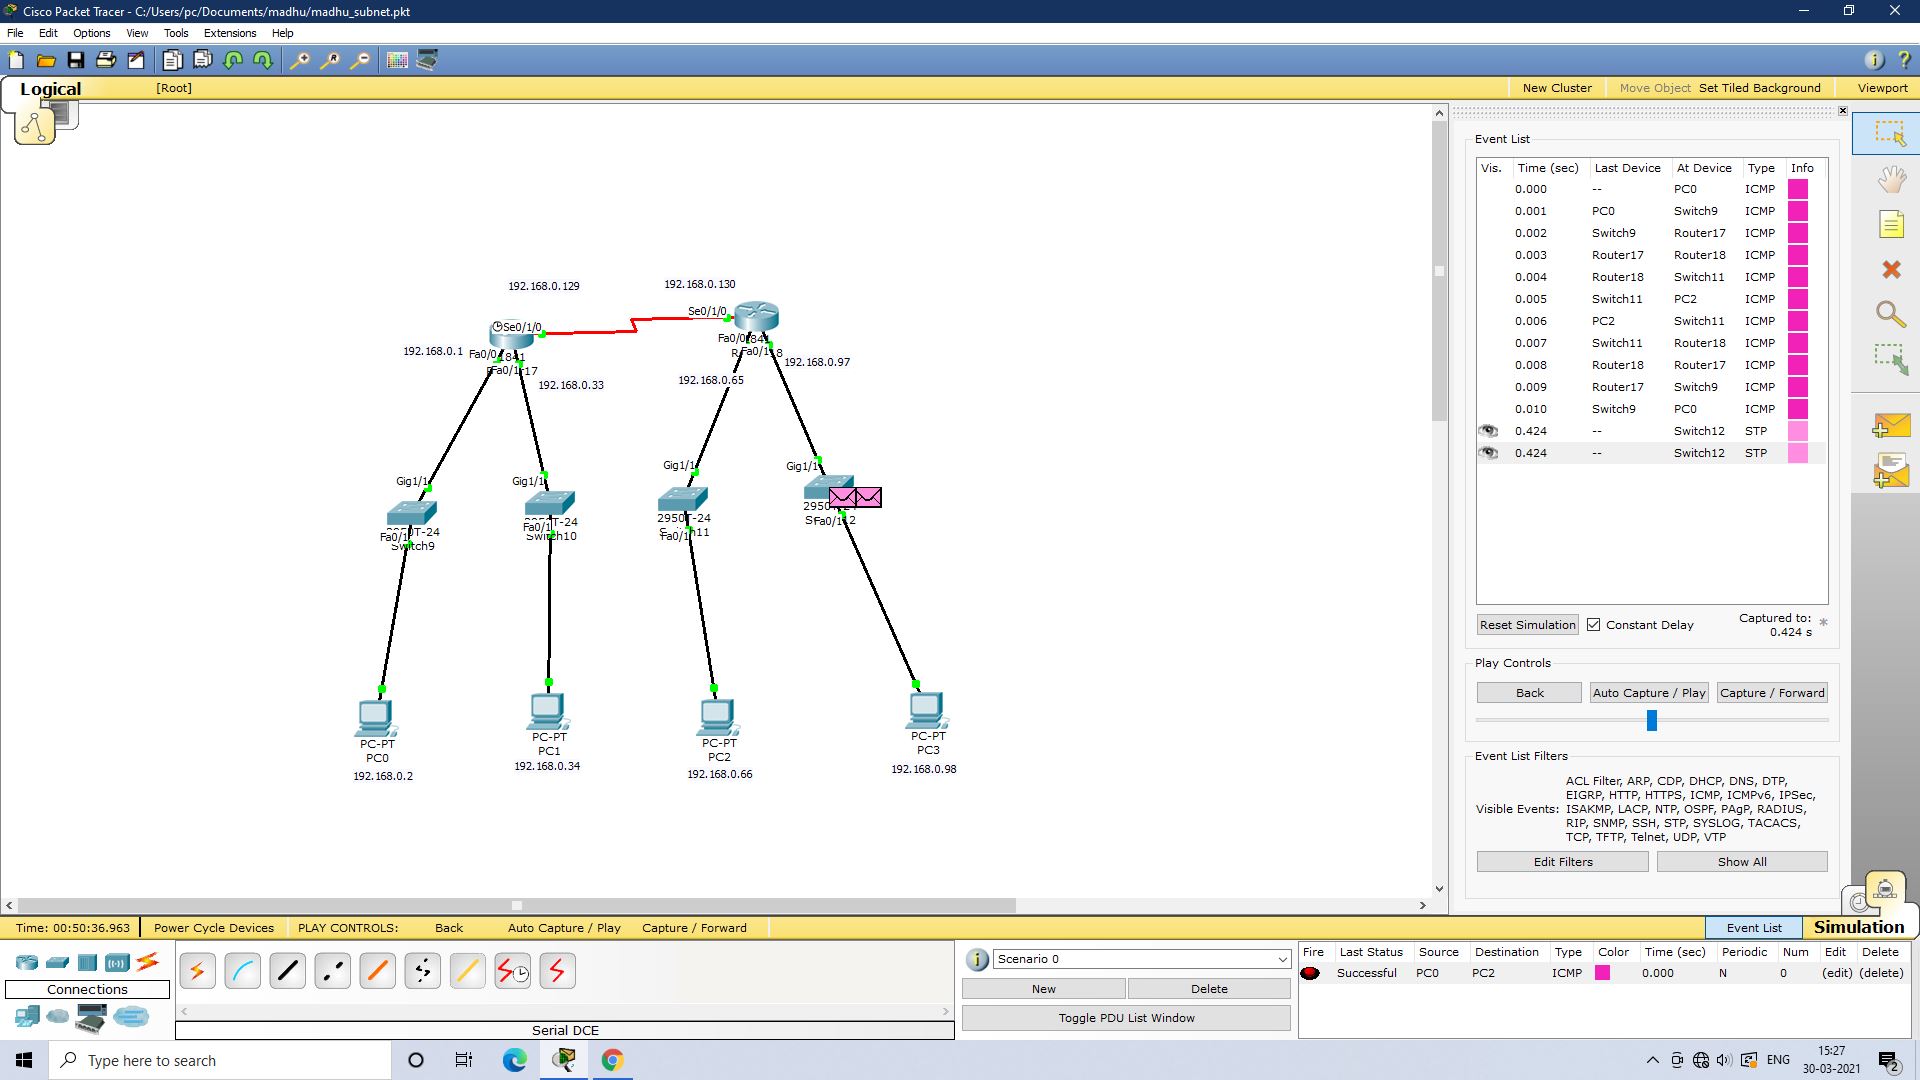 Cisco Packet Tracer - C:/Users/pc/Documents/madhu/madhu_subnet.pkt
File Edit Options View Tools Extensions Help
Logical [Root] New Cluster Move Object Set Tiled Background Viewport
192.168.0.129
192.168.0.130
Se0/1/0
Se0/1/0
192.168.0.1
Fa0/0
Fa0/1
192.168.0.33
Fa0/0
Fa0/1
192.168.0.65
192.168.0.97
Gig1/1
Gig1/1
Gig1/1
Gig1/1
Fa0/1
Switch9
Fa0/1
Switch10
2950T-24
Fa0/1
Fa0/1
PC-PT
PC0
192.168.0.2
PC-PT
PC1
192.168.0.34
PC-PT
PC2
192.168.0.66
PC-PT
PC3
192.168.0.98
Event List
Vis. Time (sec) Last Device At Device Type Info
0.000 -- PC0 ICMP
0.001 PC0 Switch9 ICMP
0.002 Switch9 Router17 ICMP
0.003 Router17 Router18 ICMP
0.004 Router18 Switch11 ICMP
0.005 Switch11 PC2 ICMP
0.006 PC2 Switch11 ICMP
0.007 Switch11 Router18 ICMP
0.008 Router18 Router17 ICMP
0.009 Router17 Switch9 ICMP
0.010 Switch9 PC0 ICMP
0.424 -- Switch12 STP
0.424 -- Switch12 STP
Reset Simulation Constant Delay Captured to: *
0.424 s
Play Controls
Back Auto Capture / Play Capture / Forward
Event List Filters
Visible Events:
ACL Filter, ARP, CDP, DHCP, DNS, DTP,
EIGRP, HTTP, HTTPS, ICMP, ICMPv6, IPSec,
ISAKMP, LACP, NTP, OSPF, PAgP, RADIUS,
RIP, SNMP, SSH, STP, SYSLOG, TACACS,
TCP, TFTP, Telnet, UDP, VTP
Edit Filters Show All
Time: 00:50:36.963 Power Cycle Devices PLAY CONTROLS: Back Auto Capture / Play Capture / Forward Event List Simulation
Connections
Serial DCE
Scenario 0
New Delete
Toggle PDU List Window
Fire Last Status Source Destination Type Color Time (sec) Periodic Num Edit Delete
Successful PC0 PC2 ICMP 0.000 N 0 (edit) (delete)
Type here to search
ENG
15:27
30-03-2021
2